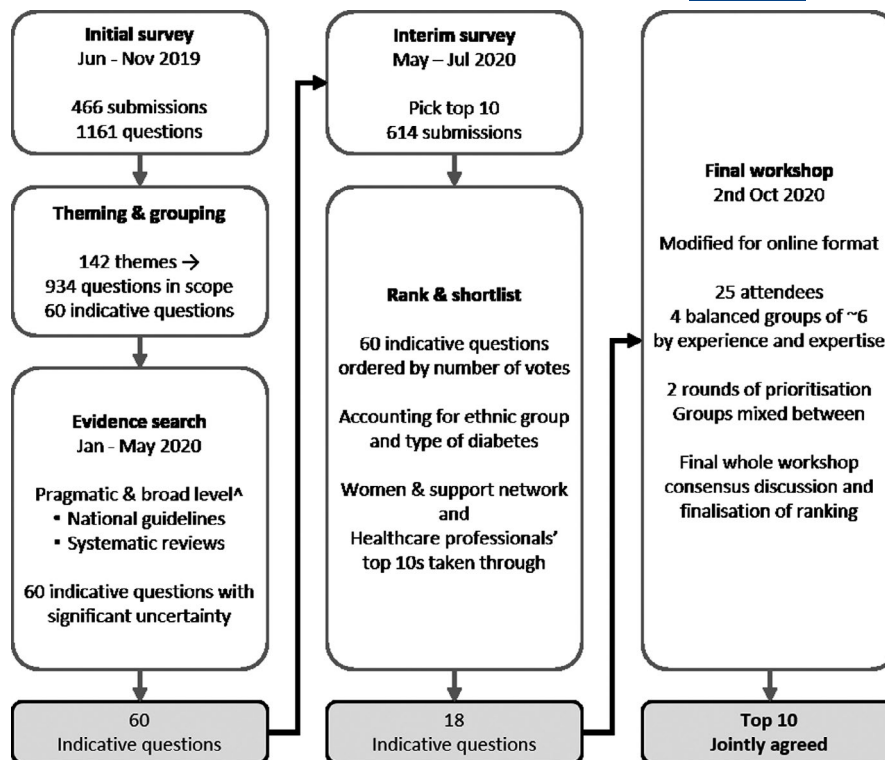 Initial survey
Jun - Nov 2019
466 submissions
1161 questions
Theming & grouping
142 themes →
934 questions in scope
60 indicative questions
Evidence search
Jan - May 2020
Pragmatic & broad level^
▪ National guidelines
▪ Systematic reviews
60 indicative questions with
significant uncertainty
60
Indicative questions
Interim survey
May – Jul 2020
Pick top 10
614 submissions
Rank & shortlist
60 indicative questions
ordered by number of votes
Accounting for ethnic group
and type of diabetes
Women & support network
and
Healthcare professionals'
top 10s taken through
18
Indicative questions
Final workshop
2nd Oct 2020
Modified for online format
25 attendees
4 balanced groups of ~6
by experience and expertise
2 rounds of prioritisation
Groups mixed between
Final whole workshop
consensus discussion and
finalisation of ranking
Top 10
Jointly agreed